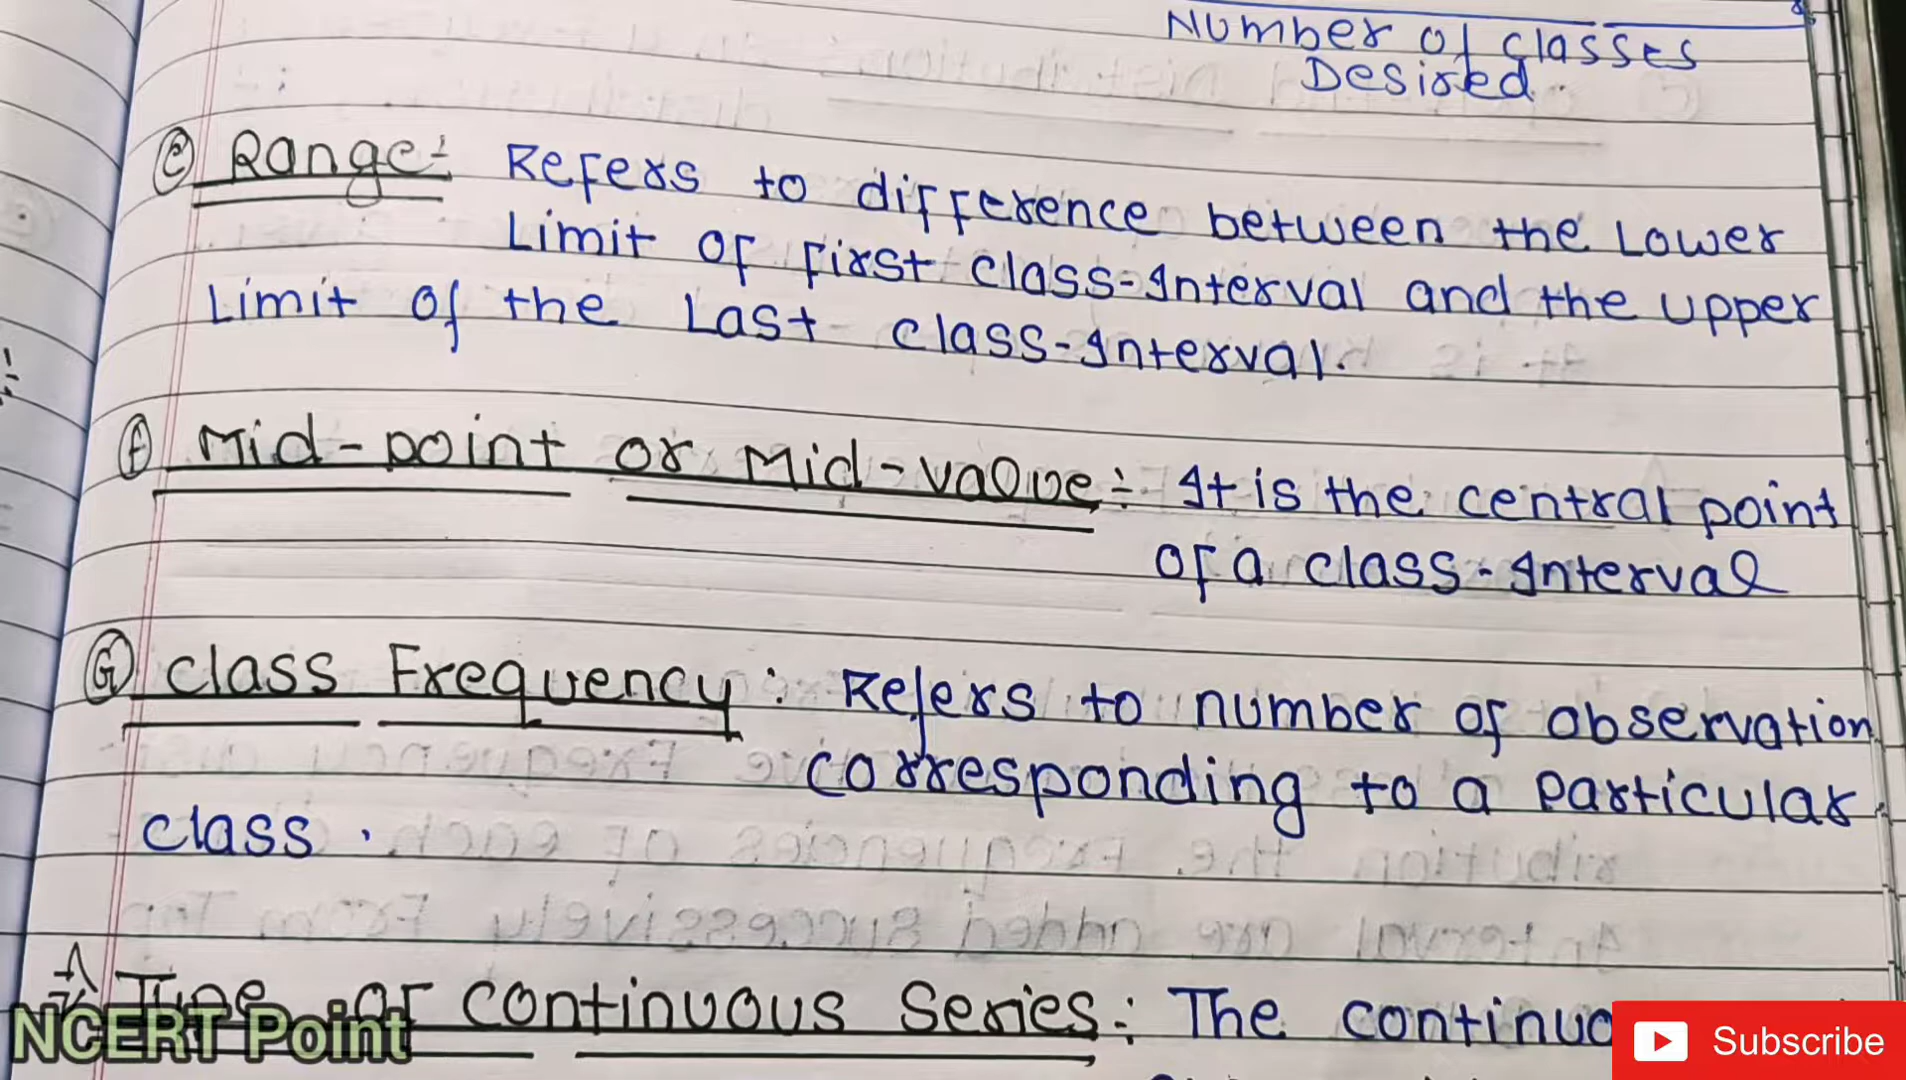 Number of classes
Desired
(E) Range:- Refers to difference between the Lower
Limit of first class-Interval and the upper
Limit of the Last class-Interval.
(F) Mid-point or Mid-value:- It is the central point
of a class-Interval
(G) Class Frequency: Refers to number of observation
corresponding to a particular
class.
Type of continuous Series: The
NCERT Point
Subscribe